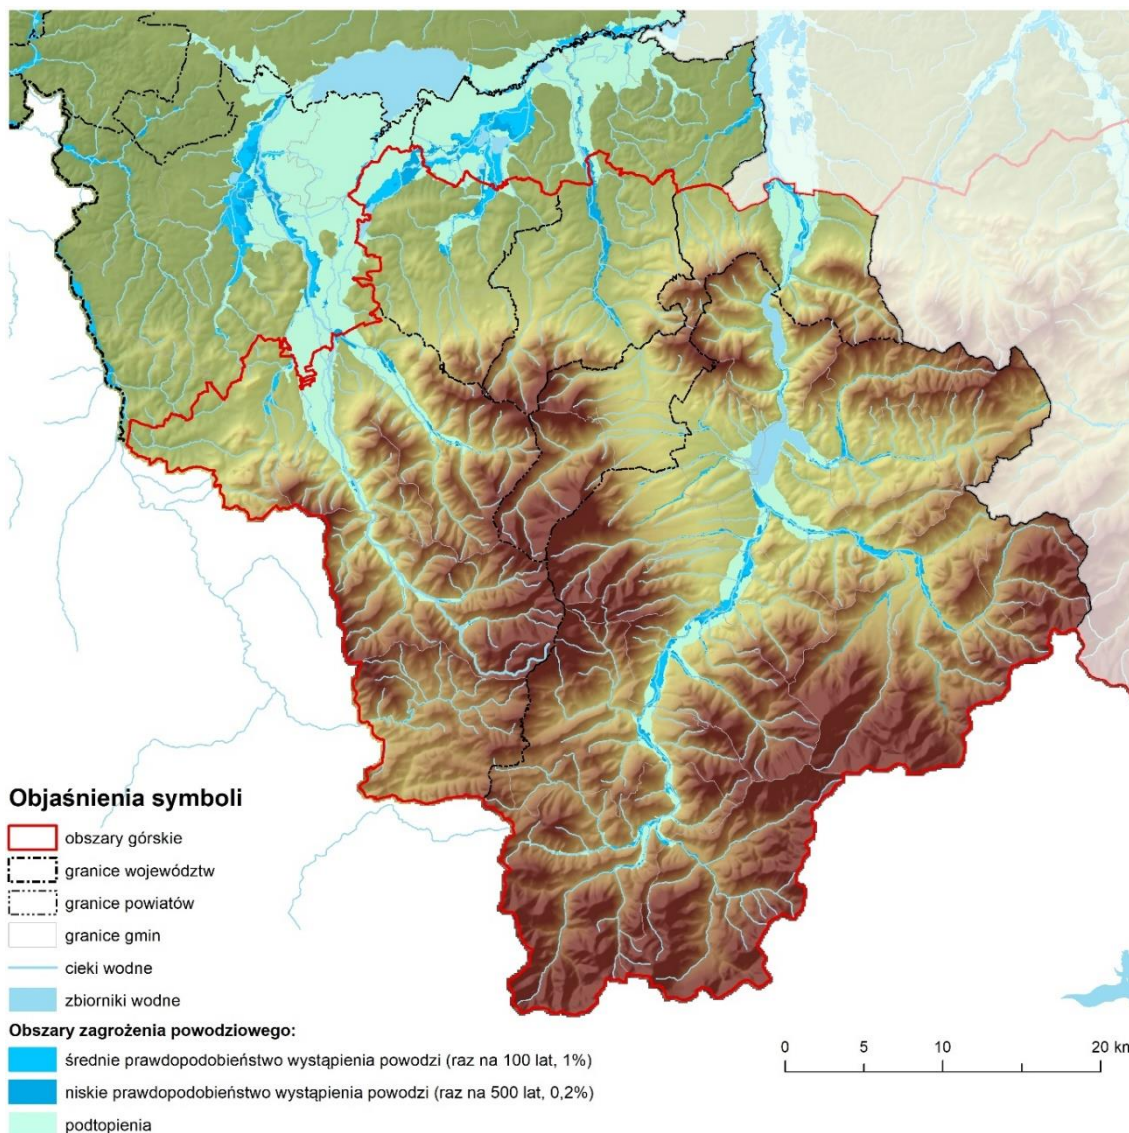 Objaśnienia symboli
obszary górskie
granice województw
granice powiatów
granice gmin
cieki wodne
zbiorniki wodne
Obszary zagrożenia powodziowego:
średnie prawdopodobieństwo wystąpienia powodzi (raz na 100 lat, 1%)
niskie prawdopodobieństwo wystąpienia powodzi (raz na 500 lat, 0,2%)
podtopienia
0 5 10 20 km